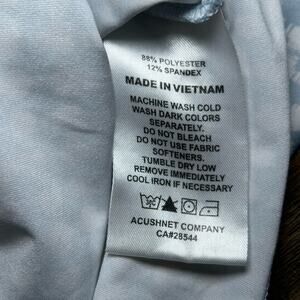 88% POLYESTER
12% SPANDEX
MADE IN VIETNAM
MACHINE WASH COLD
WASH DARK COLORS
SEPARATELY.
DO NOT BLEACH
DO NOT USE FABRIC
SOFTENERS.
TUMBLE DRY LOW
REMOVE IMMEDIATELY
COOL IRON IF NECESSARY
ACUSHNET COMPANY
CA#28544